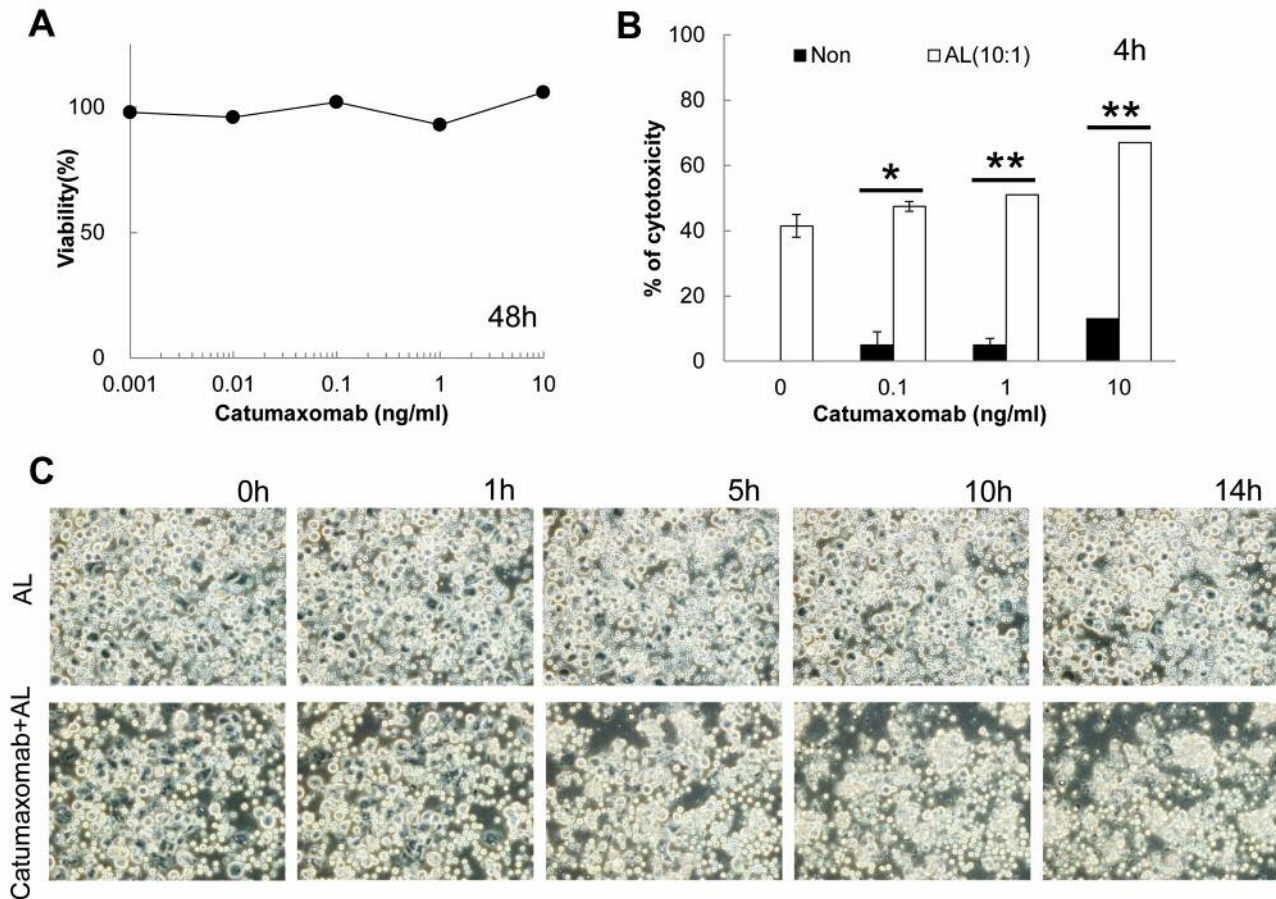 A
100
50
0
Viability(%)
48h
0.001 0.01 0.1 1 10
Catumaxomab (ng/ml)
B
100
80
60
40
20
0
% of cytotoxicity
Non AL(10:1) 4h
* ** **
0 0.1 1 10
Catumaxomab (ng/ml)
C
0h 1h 5h 10h 14h
AL
Catumaxomab+AL